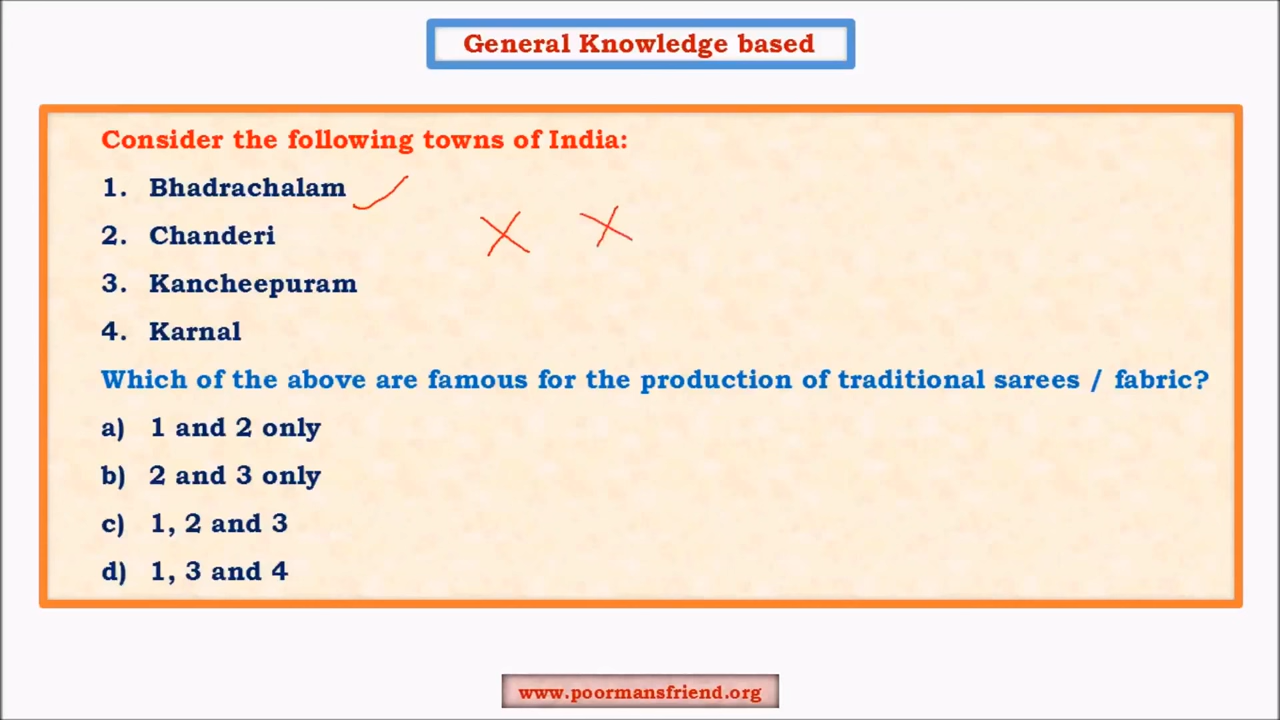 General Knowledge based
Consider the following towns of India:
1. Bhadrachalam
2. Chanderi
3. Kancheepuram
4. Karnal
Which of the above are famous for the production of traditional sarees / fabric?
a) 1 and 2 only
b) 2 and 3 only
c) 1, 2 and 3
d) 1, 3 and 4
www.poormansfriend.org